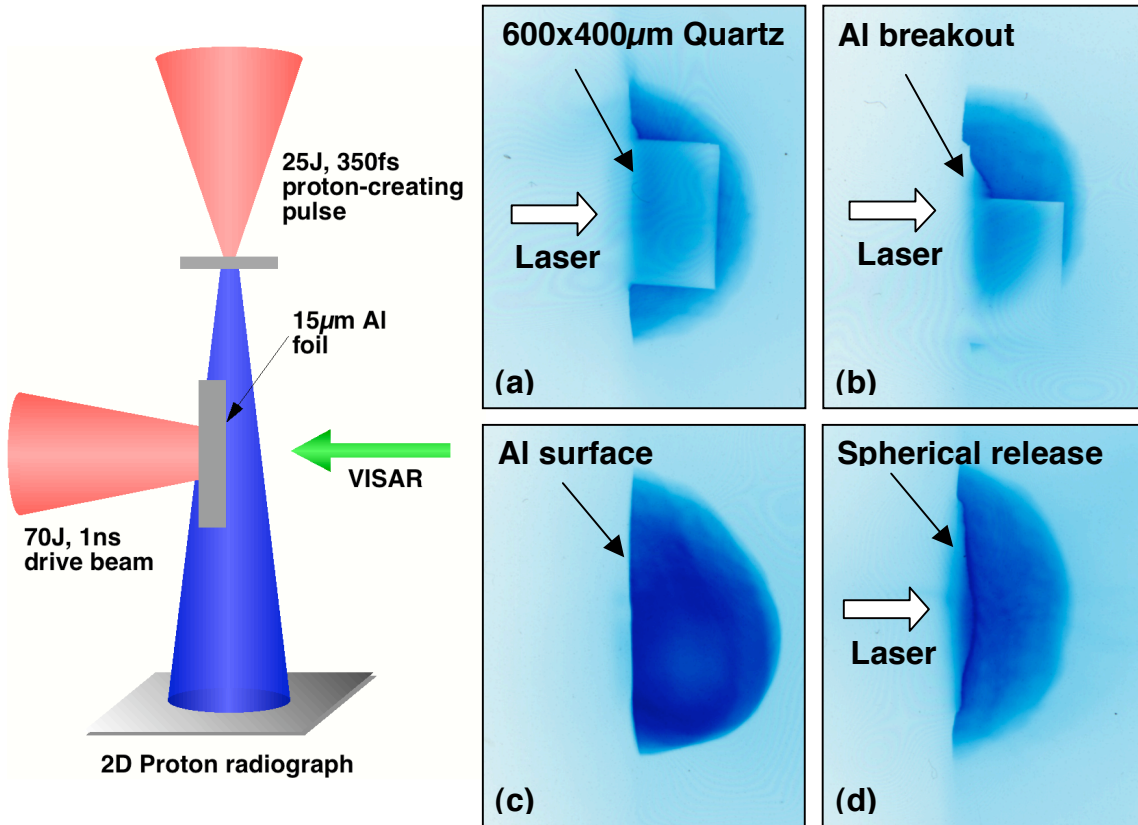 25J, 350fs
proton-creating
pulse
15µm Al
foil
VISAR
70J, 1ns
drive beam
2D Proton radiograph
600x400µm Quartz
Laser
(a)
Al breakout
Laser
(b)
Al surface
(c)
Spherical release
Laser
(d)